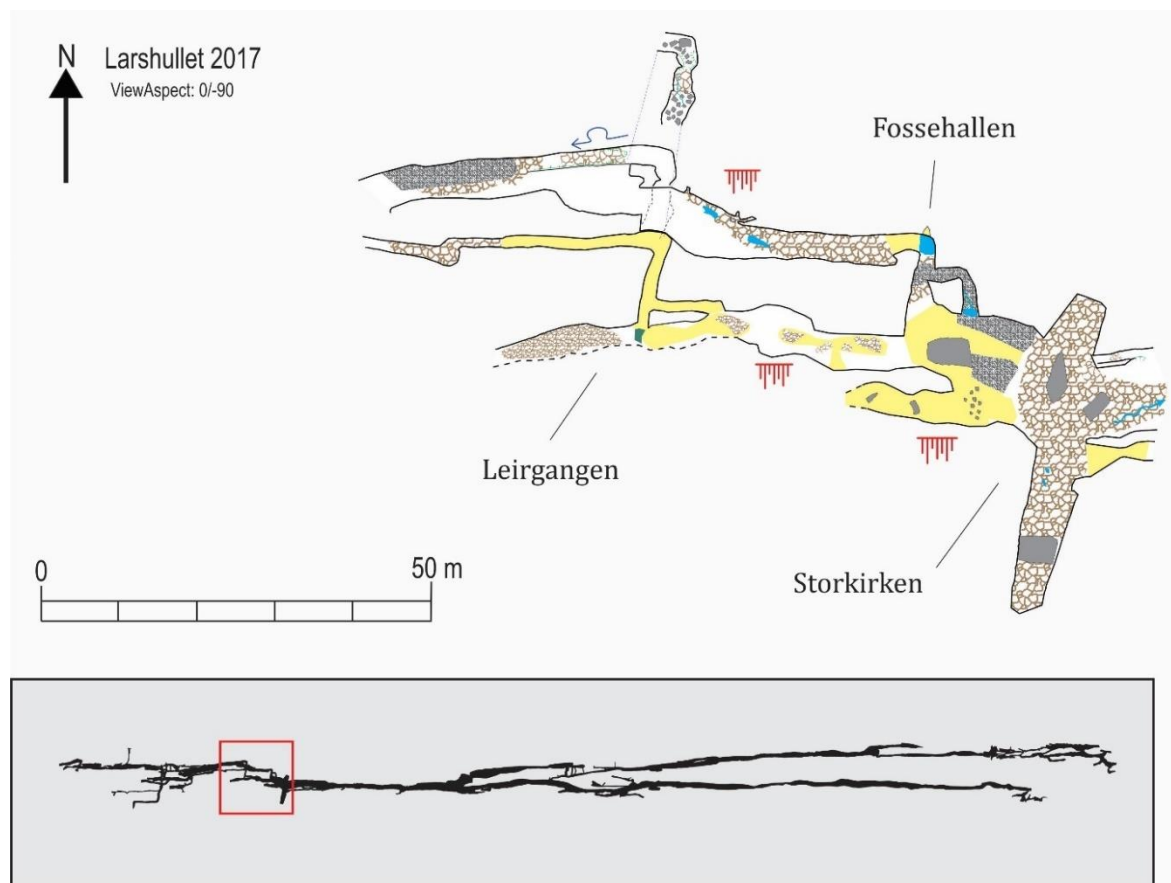 N
Larshullet 2017
ViewAspect: 0/-90
Fossehallen
Leirgangen
Storkirken
0
50 m